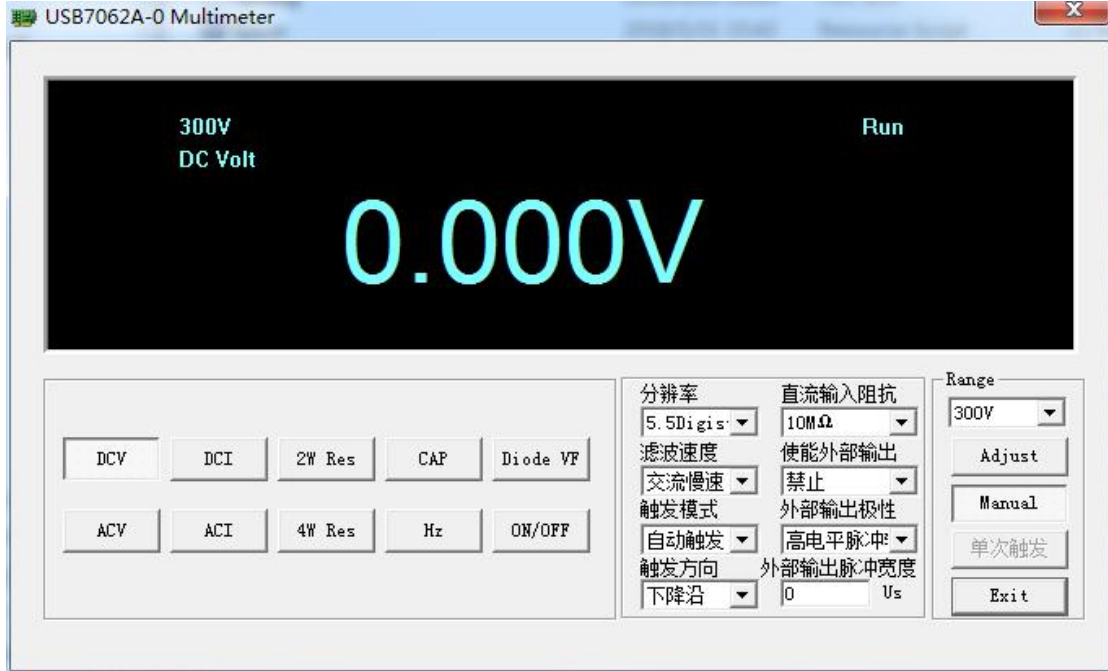 USB7062A-0 Multimeter
300V
Run
DC Volt
0.000V
DCV
DCI
2W Res
CAP
Diode VF
ACV
ACI
4W Res
Hz
ON/OFF
分辨率
直流输入阻抗
5.5Digis
10MΩ
滤波速度
使能外部输出
交流慢速
禁止
触发模式
外部输出极性
自动触发
高电平脉冲
触发方向
外部输出脉冲宽度
下降沿
0
Us
Range
300V
Adjust
Manual
单次触发
Exit